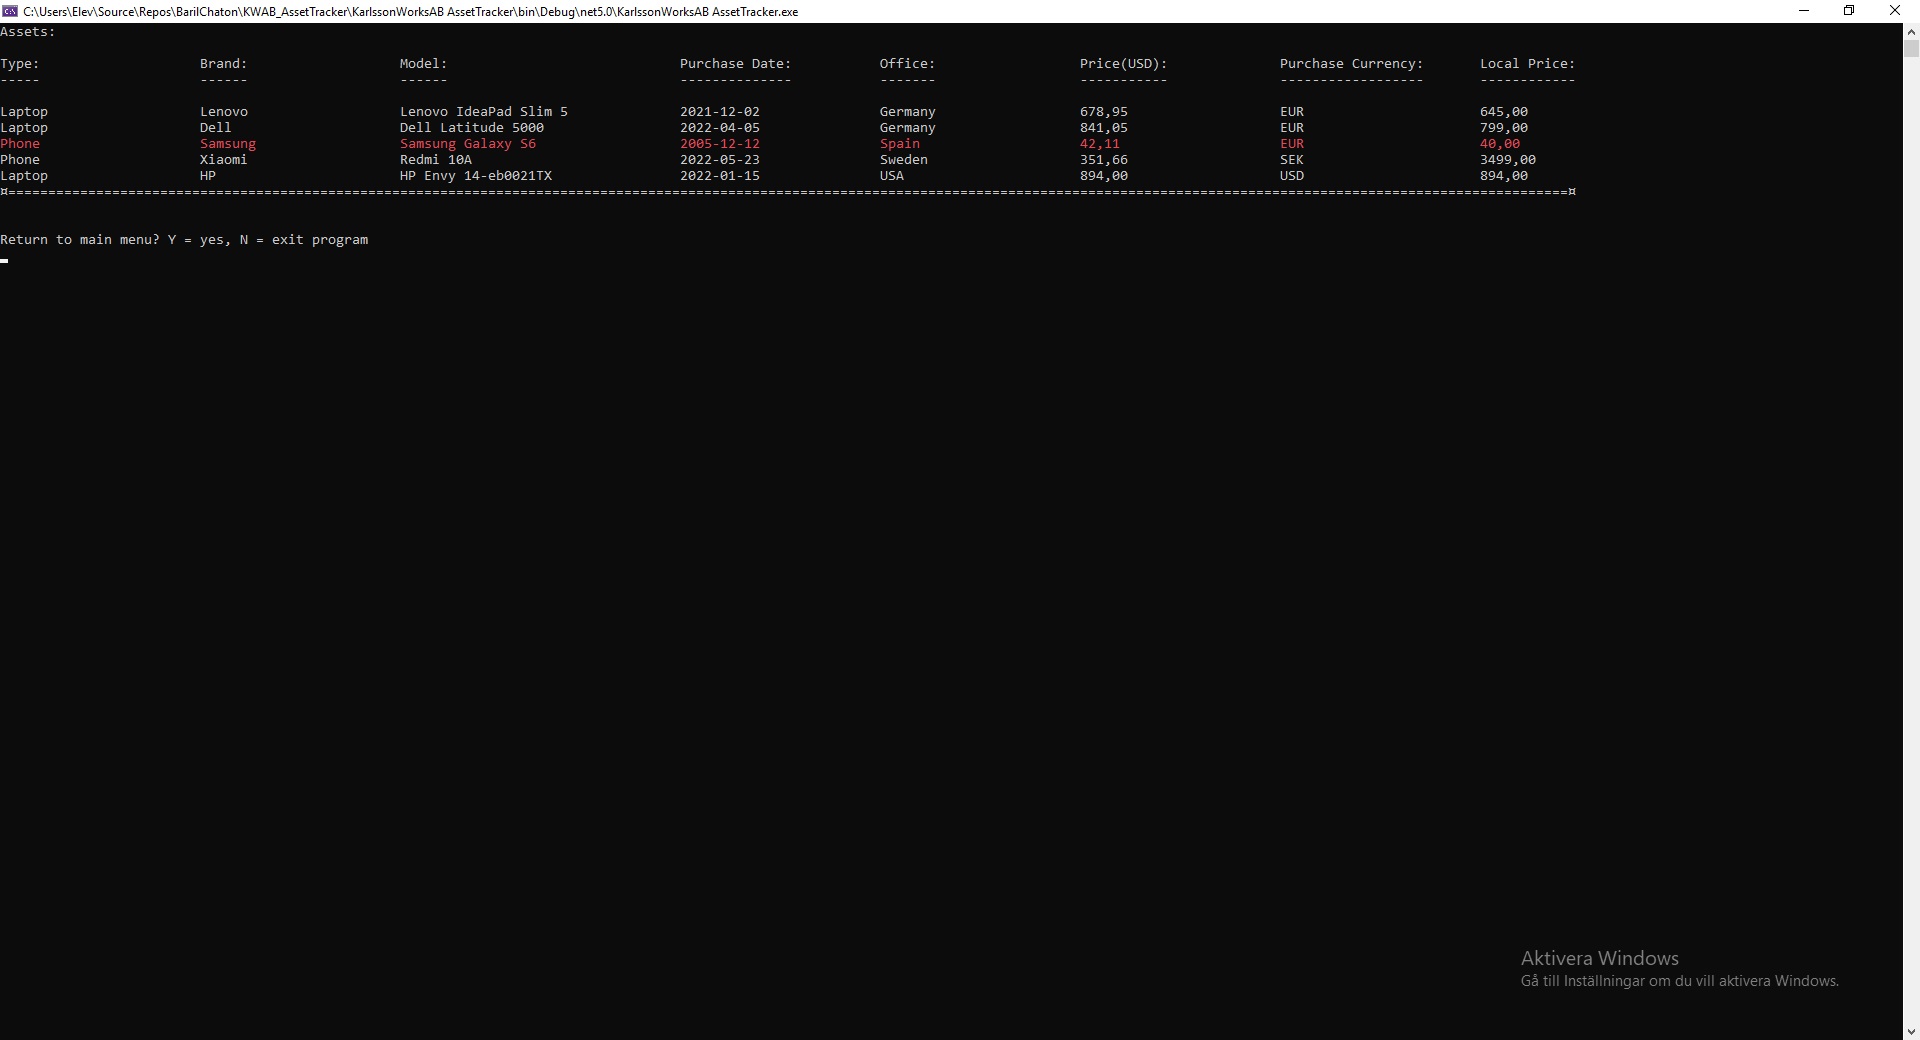 C:\Users\Elev\Source\Repos\BarilChaton\KWAB_AssetTracker\KarlssonWorksAB AssetTracker\bin\Debug\net5.0\KarlssonWorksAB AssetTracker.exe
Assets:
Type: Brand: Model: Purchase Date: Office: Price(USD): Purchase Currency: Local Price:
----- ------ ------ -------------- ------- ----------- ------------------ ------------
Laptop Lenovo Lenovo IdeaPad Slim 5 2021-12-02 Germany 678,95 EUR 645,00
Laptop Dell Dell Latitude 5000 2022-04-05 Germany 841,05 EUR 799,00
Phone Samsung Samsung Galaxy S6 2005-12-12 Spain 42,11 EUR 40,00
Phone Xiaomi Redmi 10A 2022-05-23 Sweden 351,66 SEK 3499,00
Laptop HP HP Envy 14-eb0021TX 2022-01-15 USA 894,00 USD 894,00
¤===================================================================================================================================================================================================¤
Return to main menu? Y = yes, N = exit program
Aktivera Windows
Gå till Inställningar om du vill aktivera Windows.